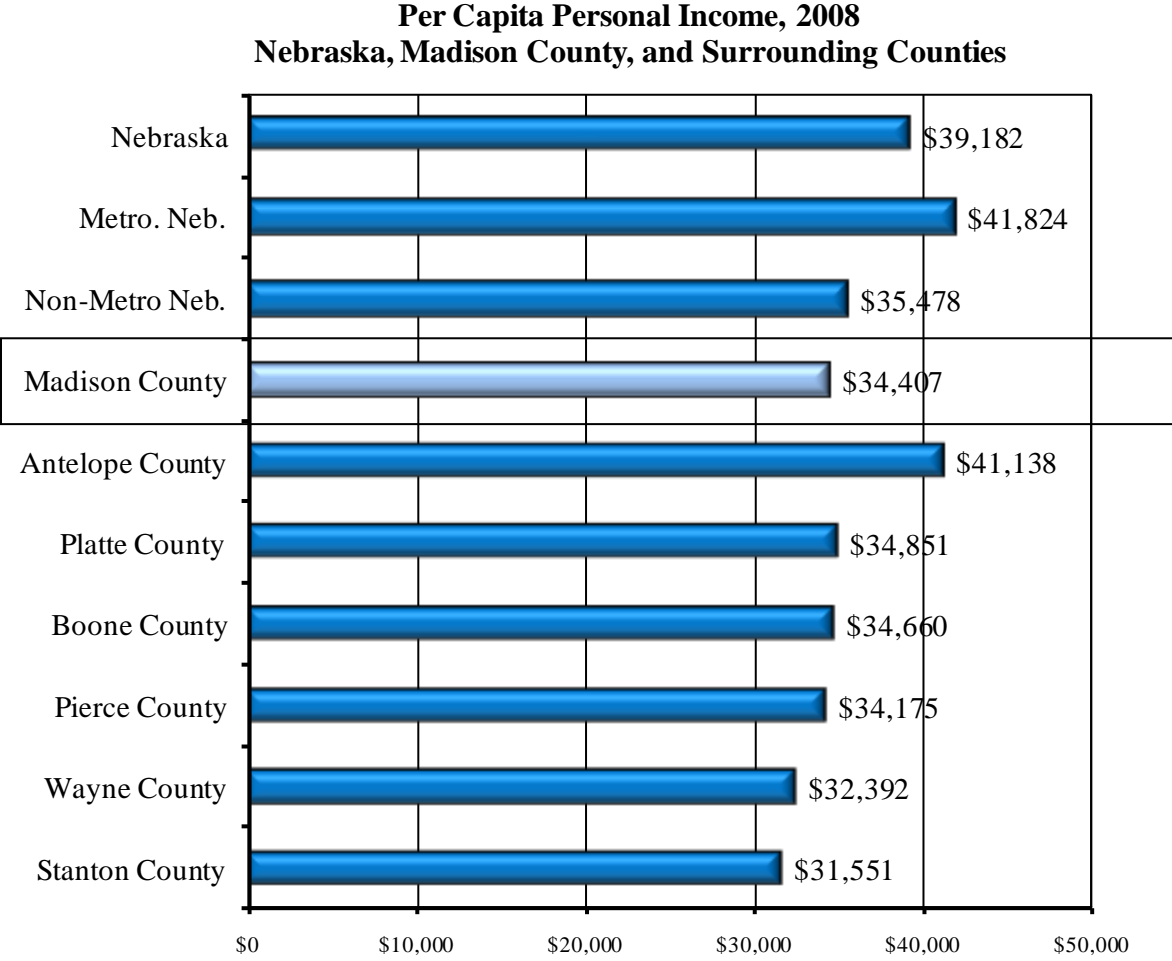 Per Capita Personal Income, 2008
Nebraska, Madison County, and Surrounding Counties
Nebraska $39,182
Metro. Neb. $41,824
Non-Metro Neb. $35,478
Madison County $34,407
Antelope County $41,138
Platte County $34,851
Boone County $34,660
Pierce County $34,175
Wayne County $32,392
Stanton County $31,551
$0 $10,000 $20,000 $30,000 $40,000 $50,000